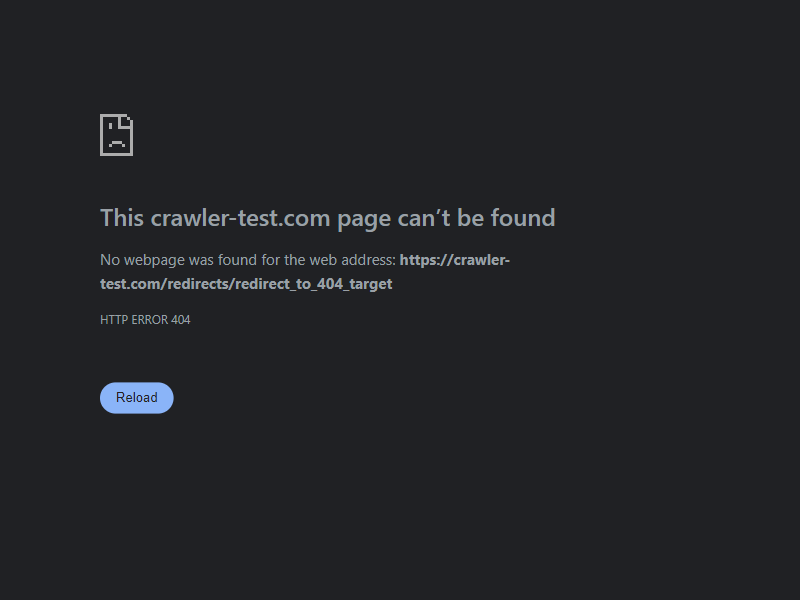 This crawler-test.com page can’t be found
No webpage was found for the web address: https://crawler-
test.com/redirects/redirect_to_404_target
HTTP ERROR 404
Reload